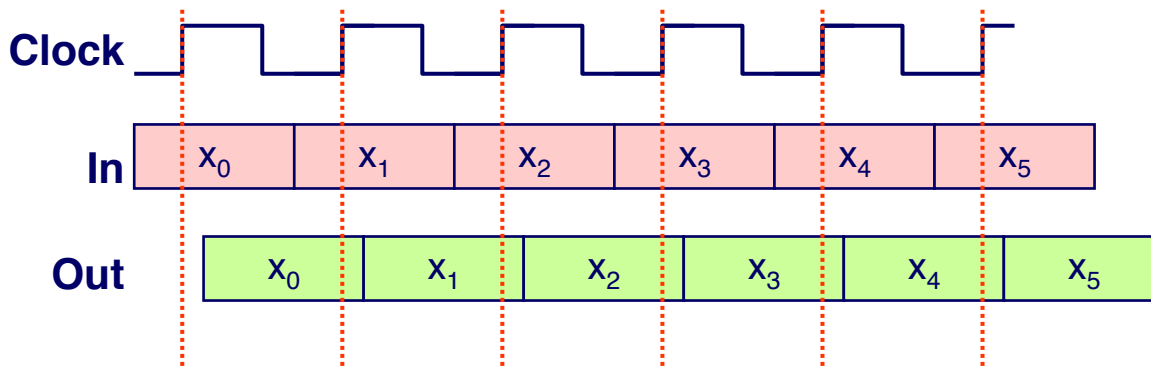 Clock
In x₀ x₁ x₂ x₃ x₄ x₅
Out x₀ x₁ x₂ x₃ x₄ x₅